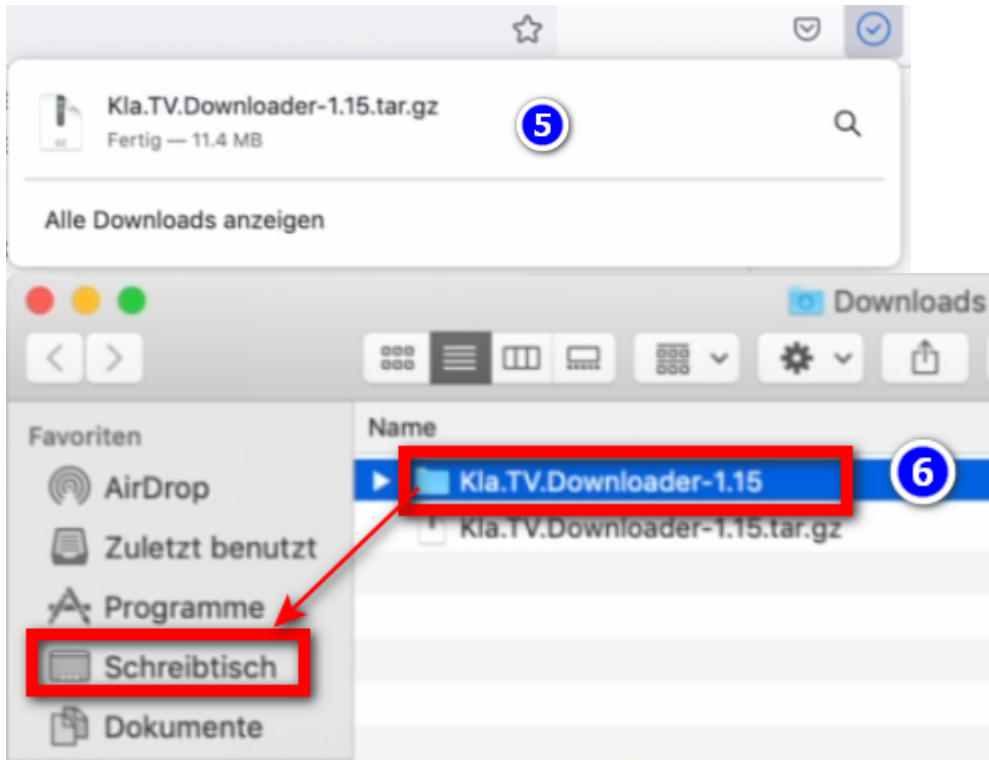 Kla.TV.Downloader-1.15.tar.gz
Fertig — 11.4 MB
5
Alle Downloads anzeigen
Downloads
Favoriten
Name
AirDrop
Kla.TV.Downloader-1.15
6
Zuletzt benutzt
Kla.TV.Downloader-1.15.tar.gz
Programme
Schreibtisch
Dokumente